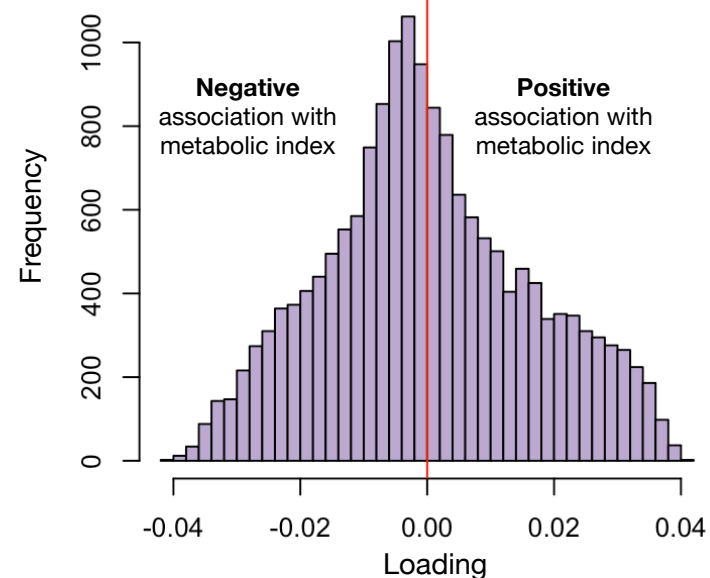 1000
800
600
400
200
0
Frequency
Negative
association with
metabolic index
Positive
association with
metabolic index
-0.04 -0.02 0.00 0.02 0.04
Loading